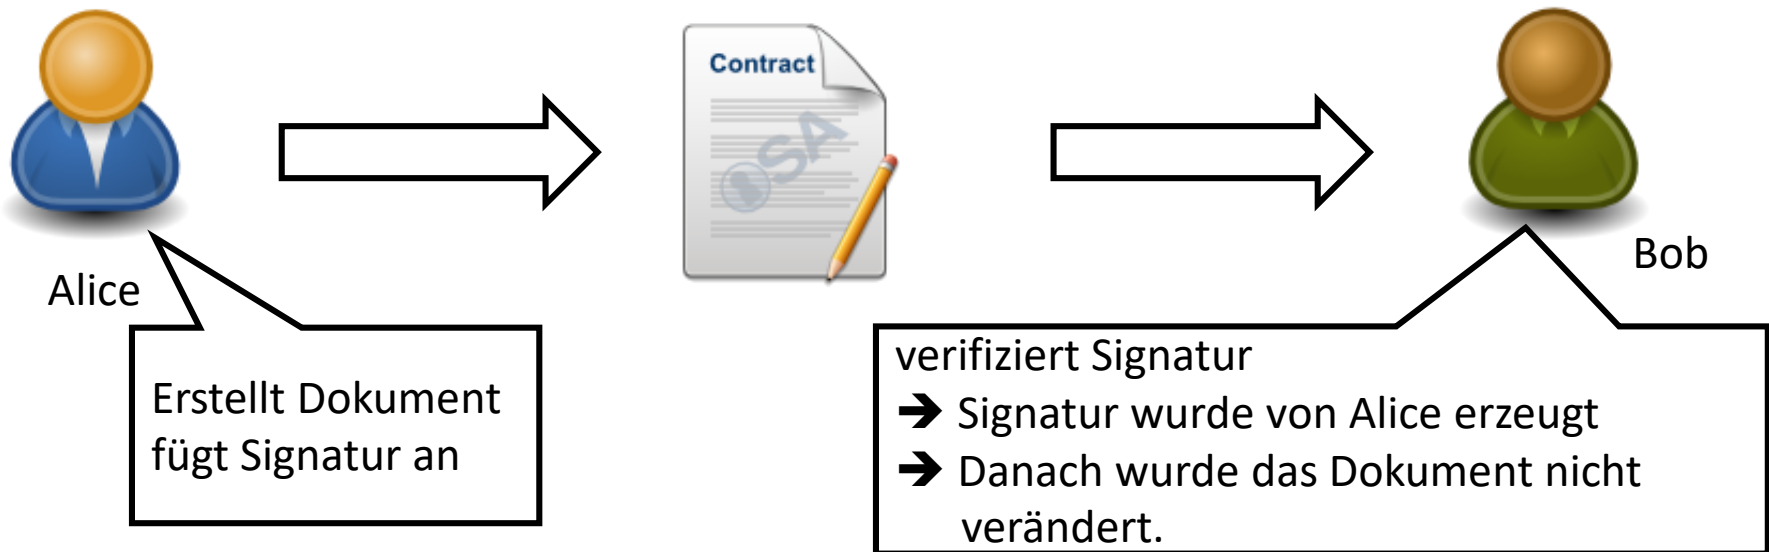 Contract
OSA
Alice
Bob
Erstellt Dokument
fügt Signatur an
verifiziert Signatur
➔ Signatur wurde von Alice erzeugt
➔ Danach wurde das Dokument nicht
verändert.